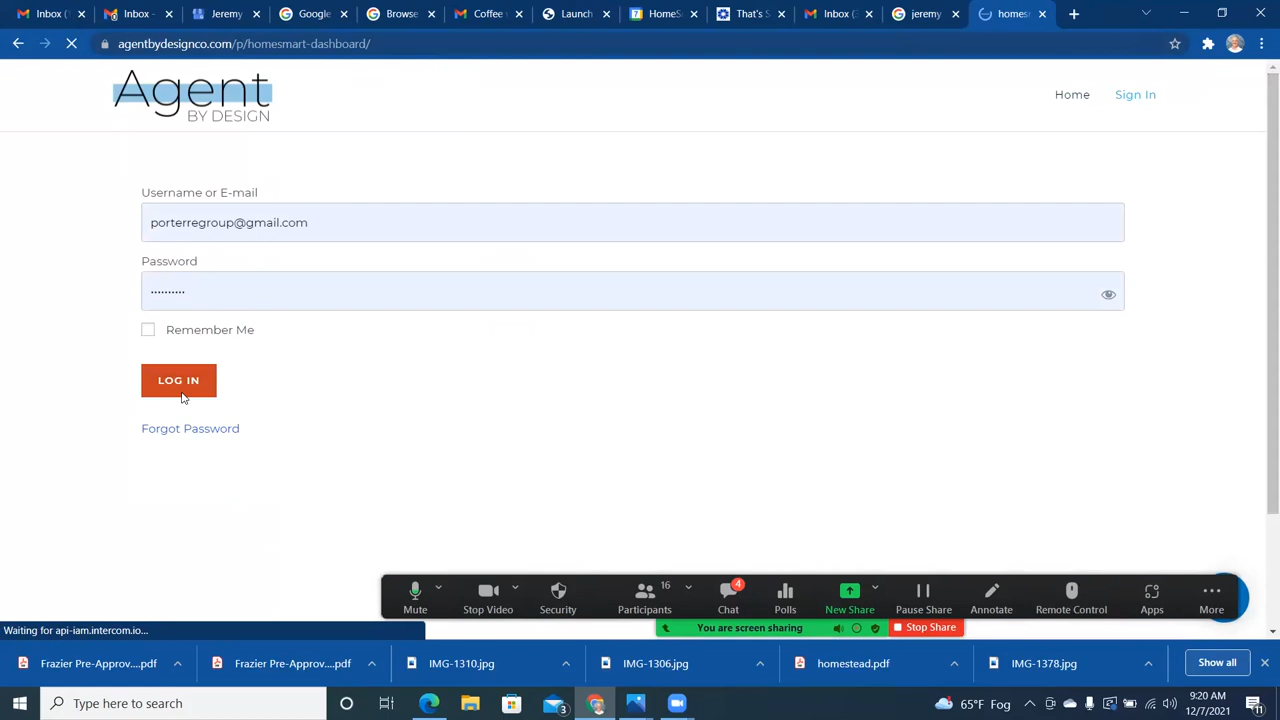 Inbox (
Inbox -
Jeremy
Google
Browse
Coffee
Launch
HomeS
That's S
Inbox (
jeremy
homes
agentbydesignco.com/p/homesmart-dashboard/
Agent
BY DESIGN
Home
Sign In
Username or E-mail
porterregroup@gmail.com
Password
Remember Me
LOG IN
Forgot Password
16
4
Mute
Stop Video
Security
Participants
Chat
Polls
New Share
Pause Share
Annotate
Remote Control
Apps
More
You are screen sharing
Stop Share
Waiting for api-iam.intercom.io...
Frazier Pre-Approv....pdf
Frazier Pre-Approv....pdf
IMG-1310.jpg
IMG-1306.jpg
homestead.pdf
IMG-1378.jpg
Show all
Type here to search
3
65°F Fog
9:20 AM
12/7/2021
11